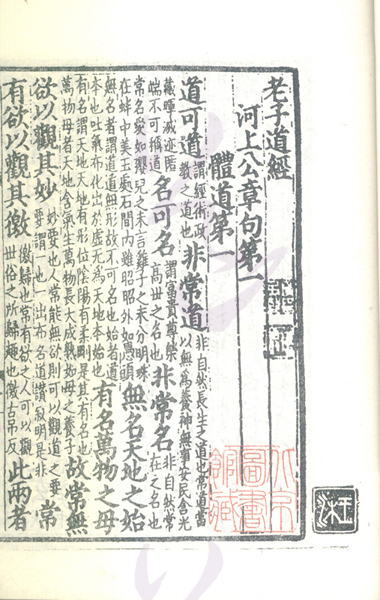 老子道經
河上公章句第一
體道第一
道可道 謂經術政教之道也 非常道 非自然長生之道也常道當以無為養神無事安民含光
藏暉滅迹匿端不可稱道 名可名 謂富貴尊榮高世之名也 非常名 非自然常在之名也
常名愛如嬰兒之未言雞子之未分明珠在蚌中美玉處石間內雖昭昭外如愚頑 無名天地之始
無名者謂道道無形故不可名也始者道本也吐氣布化出於虛無為天地本始也 有名萬物之母
有名謂天地天地有形位陰陽有柔剛是其有名也萬物母者天地含氣生萬物長大成熟如母之養子 故常無
欲以觀其妙 妙要也人常能無欲則可以觀道之要要謂一也一出布名道讚叙明是非 常
有欲以觀其徼 徼歸也常有欲之人可以觀世俗之所歸趣也徼古吊反 此兩者
北京圖書館藏